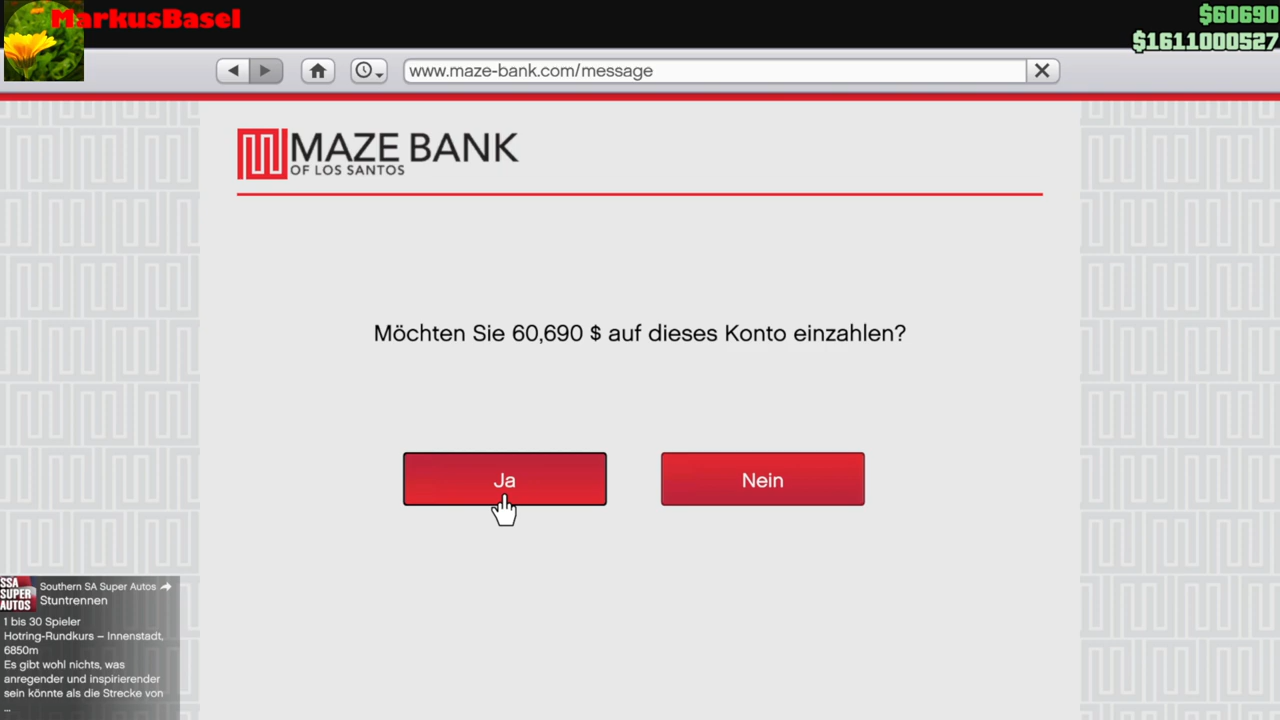 MarkusBasel
$60690
$1611000527
www.maze-bank.com/message
MAZE BANK
OF LOS SANTOS
Möchten Sie 60,690 $ auf dieses Konto einzahlen?
Ja
Nein
SSA
SUPER
AUTOS
Southern SA Super Autos
Stuntrennen
1 bis 30 Spieler
Hotring-Rundkurs – Innenstadt,
6850m
Es gibt wohl nichts, was
anregender und inspirierender
sein könnte als die Strecke von
...